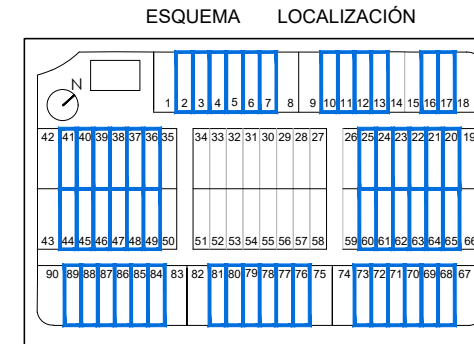 ESQUEMA LOCALIZACIÓN
N
1 2 3 4 5 6 7 8 9 10 11 12 13 14 15 16 17 18
42 41 40 39 38 37 36 35 34 33 32 31 30 29 28 27 26 25 24 23 22 21 20 19
43 44 45 46 47 48 49 50 51 52 53 54 55 56 57 58 59 60 61 62 63 64 65 66
90 89 88 87 86 85 84 83 82 81 80 79 78 77 76 75 74 73 72 71 70 69 68 67